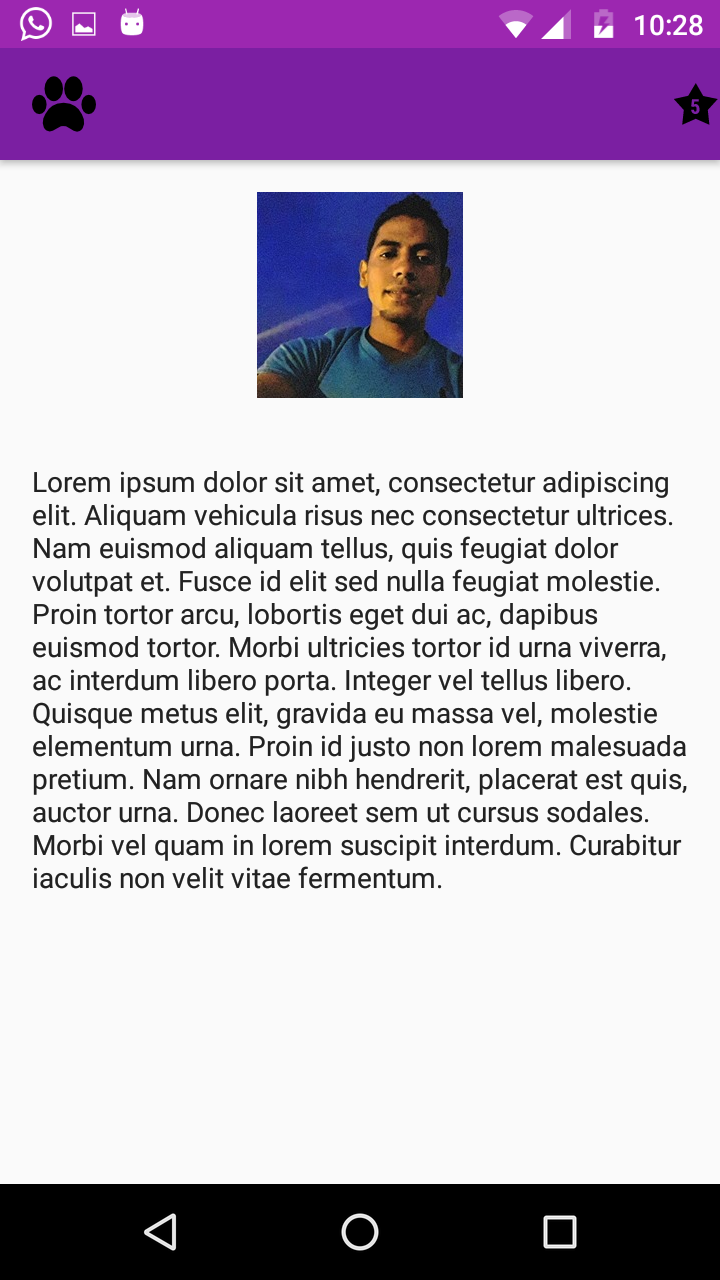 10:28
5
Lorem ipsum dolor sit amet, consectetur adipiscing
elit. Aliquam vehicula risus nec consectetur ultrices.
Nam euismod aliquam tellus, quis feugiat dolor
volutpat et. Fusce id elit sed nulla feugiat molestie.
Proin tortor arcu, lobortis eget dui ac, dapibus
euismod tortor. Morbi ultricies tortor id urna viverra,
ac interdum libero porta. Integer vel tellus libero.
Quisque metus elit, gravida eu massa vel, molestie
elementum urna. Proin id justo non lorem malesuada
pretium. Nam ornare nibh hendrerit, placerat est quis,
auctor urna. Donec laoreet sem ut cursus sodales.
Morbi vel quam in lorem suscipit interdum. Curabitur
iaculis non velit vitae fermentum.